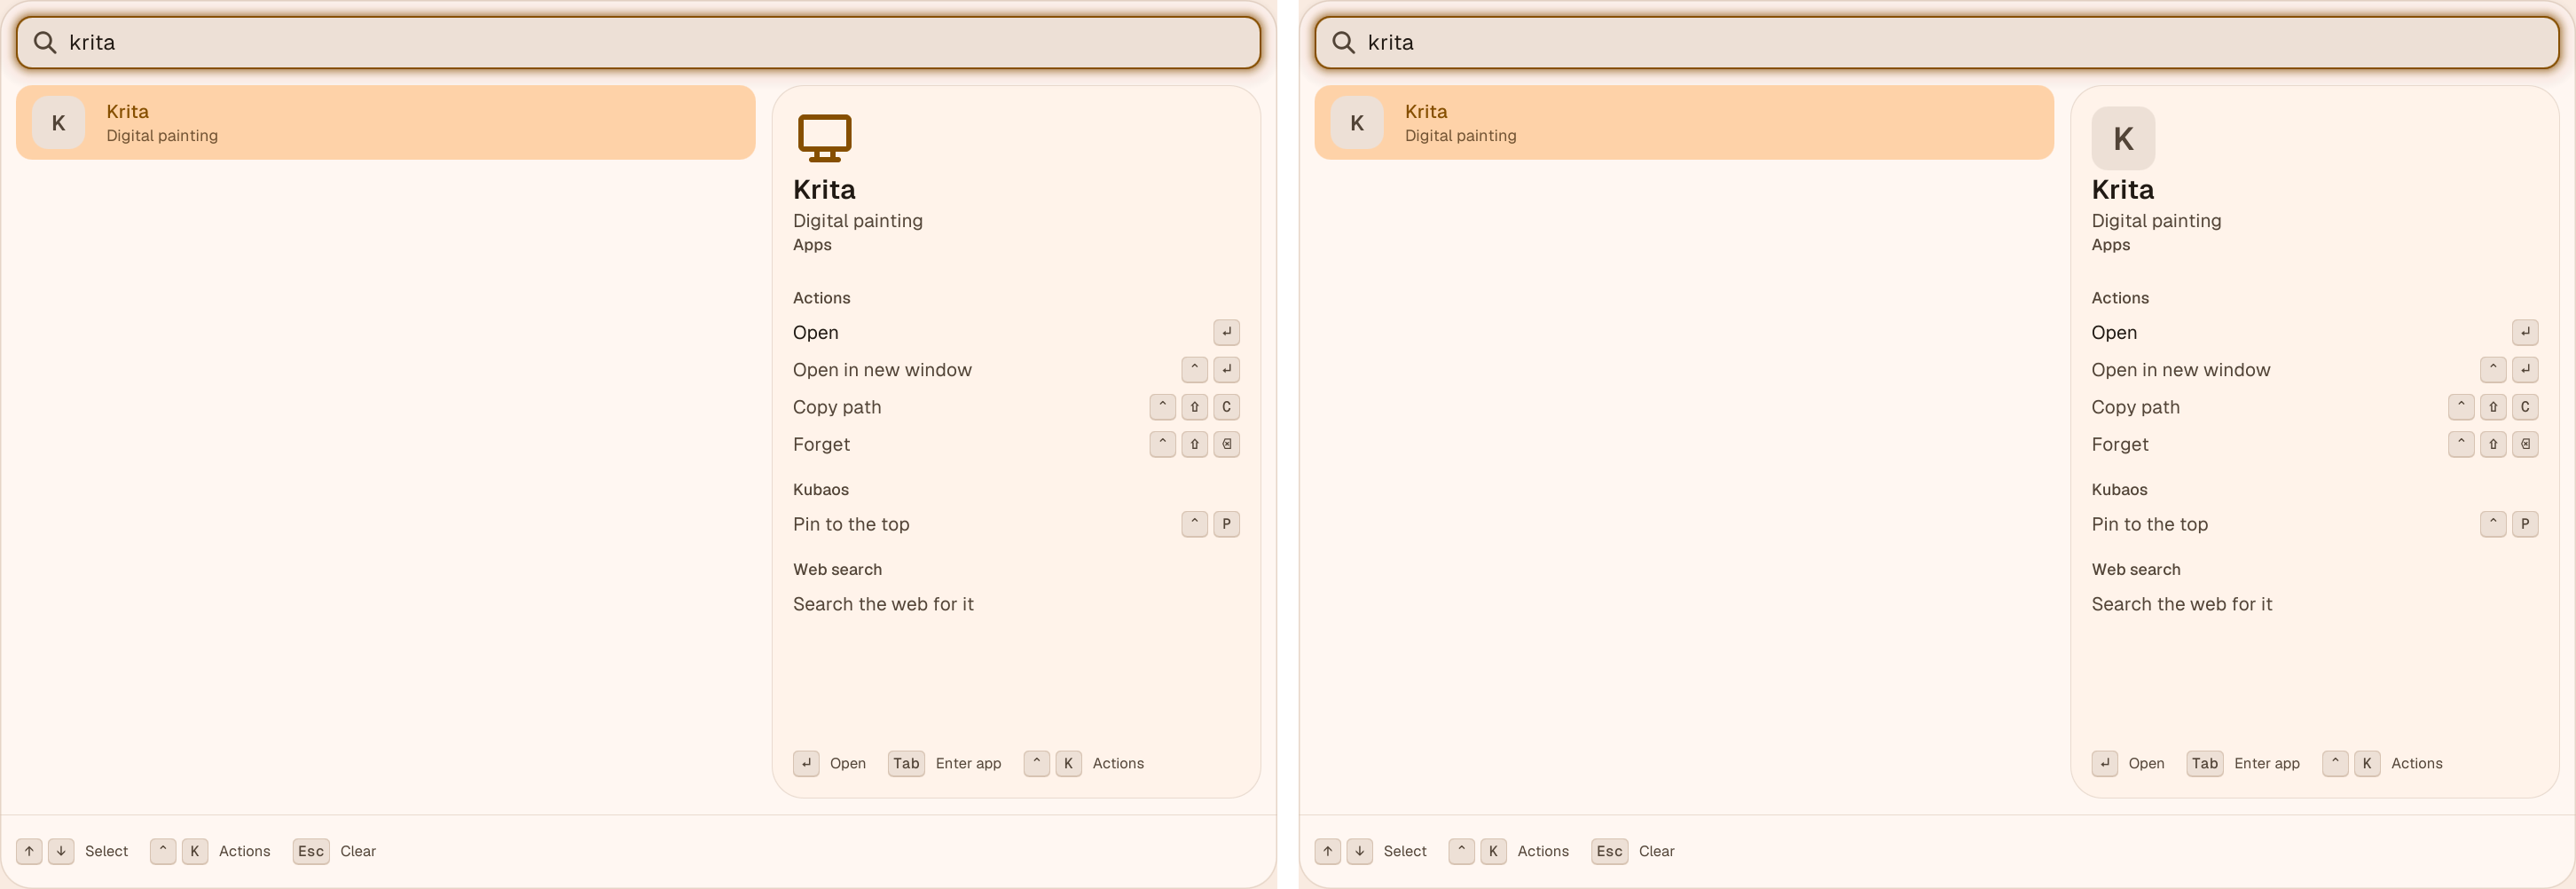 krita
K
Krita
Digital painting
Krita
Digital painting
Apps
Actions
Open ↵
Open in new window ^ ↵
Copy path ^ ⇧ C
Forget ^ ⇧ ⌫
Kubaos
Pin to the top ^ P
Web search
Search the web for it
↵ Open Tab Enter app ^ K Actions
↑ ↓ Select ^ K Actions Esc Clear
krita
K
Krita
Digital painting
K
Krita
Digital painting
Apps
Actions
Open ↵
Open in new window ^ ↵
Copy path ^ ⇧ C
Forget ^ ⇧ ⌫
Kubaos
Pin to the top ^ P
Web search
Search the web for it
↵ Open Tab Enter app ^ K Actions
↑ ↓ Select ^ K Actions Esc Clear